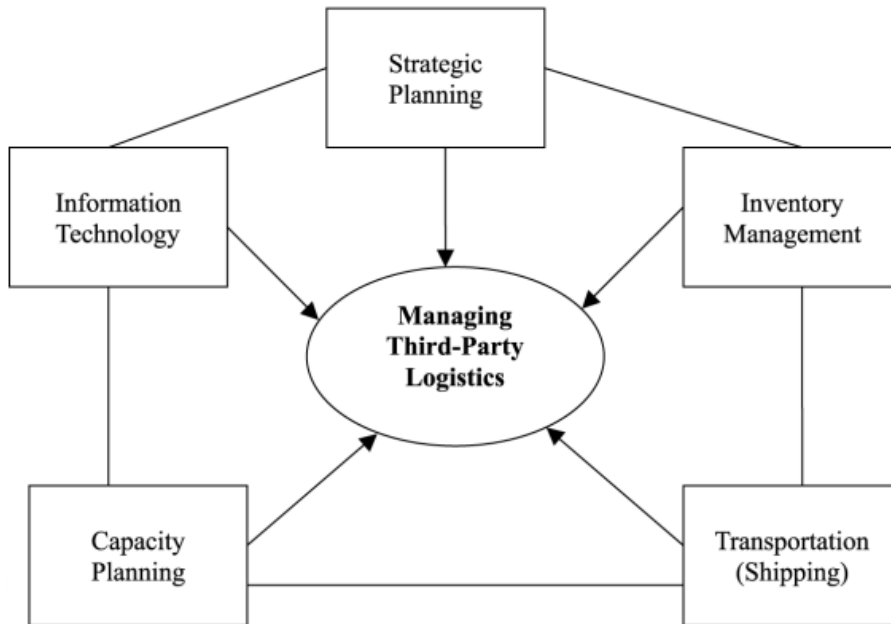 Strategic
Planning
Information
Technology
Inventory
Management
Managing
Third-Party
Logistics
Capacity
Planning
Transportation
(Shipping)